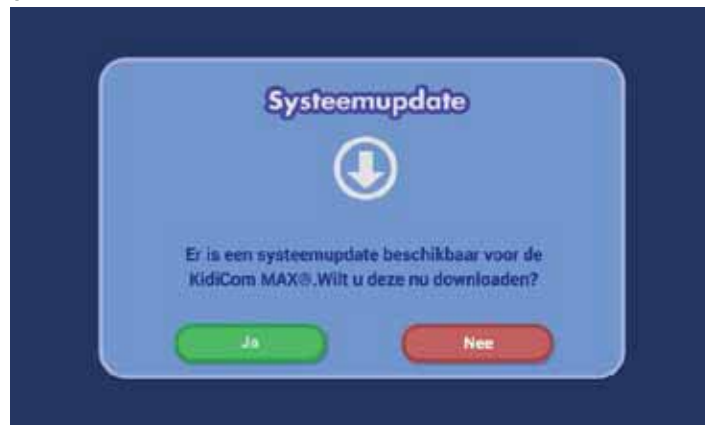 Systeemupdate
Er is een systeemupdate beschikbaar voor de
KidiCom MAX®.Wilt u deze nu downloaden?
Ja
Nee